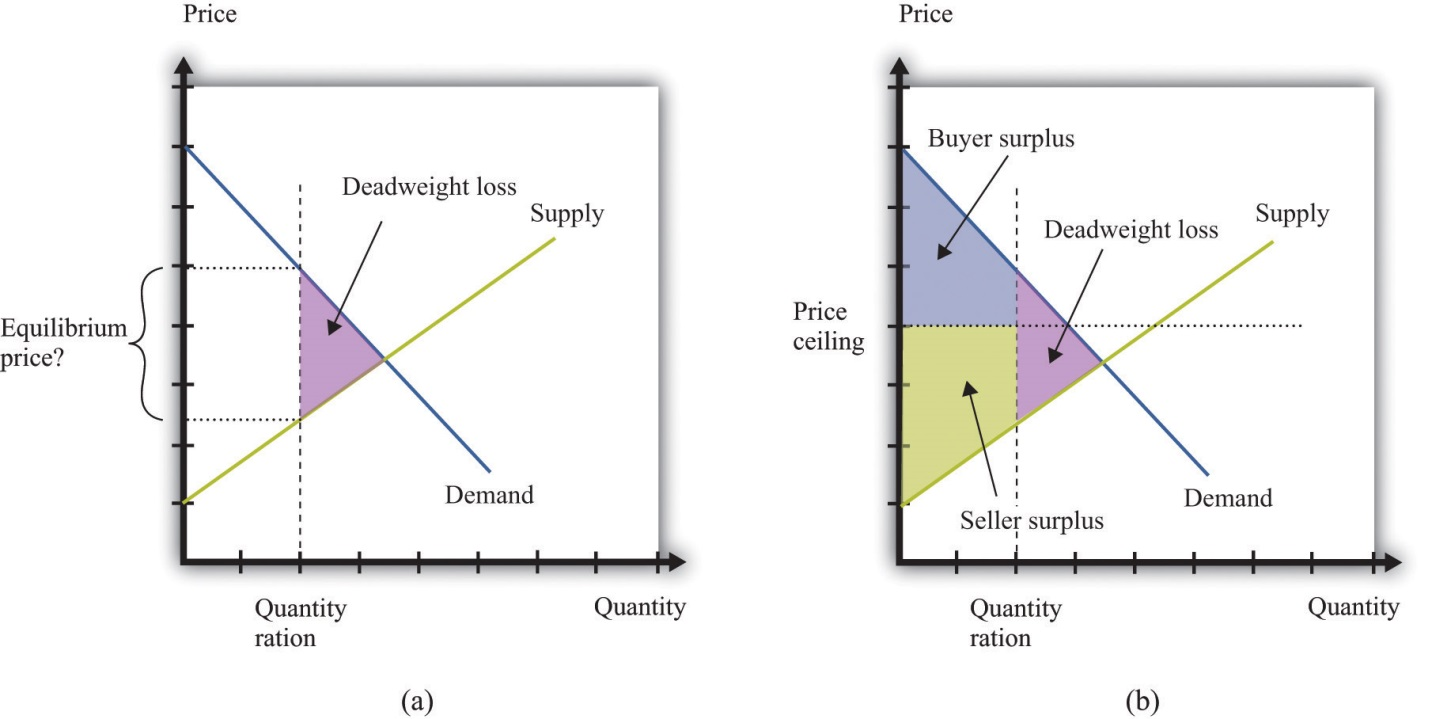 Price
Deadweight loss
Supply
Equilibrium
price?
Demand
Quantity
ration
Quantity
(a)
Price
Buyer surplus
Supply
Deadweight loss
Price
ceiling
Demand
Seller surplus
Quantity
ration
Quantity
(b)